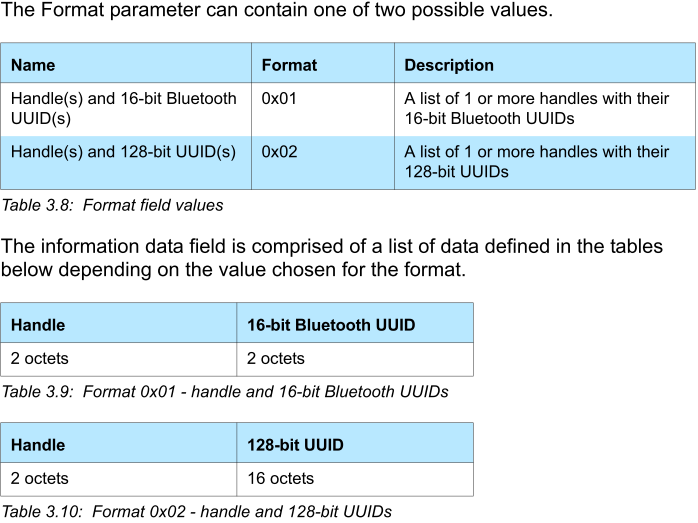 The Format parameter can contain one of two possible values.
Name Format Description
Handle(s) and 16-bit Bluetooth UUID(s) 0x01 A list of 1 or more handles with their 16-bit Bluetooth UUIDs
Handle(s) and 128-bit UUID(s) 0x02 A list of 1 or more handles with their 128-bit UUIDs
Table 3.8: Format field values
The information data field is comprised of a list of data defined in the tables
below depending on the value chosen for the format.
Handle 16-bit Bluetooth UUID
2 octets 2 octets
Table 3.9: Format 0x01 - handle and 16-bit Bluetooth UUIDs
Handle 128-bit UUID
2 octets 16 octets
Table 3.10: Format 0x02 - handle and 128-bit UUIDs